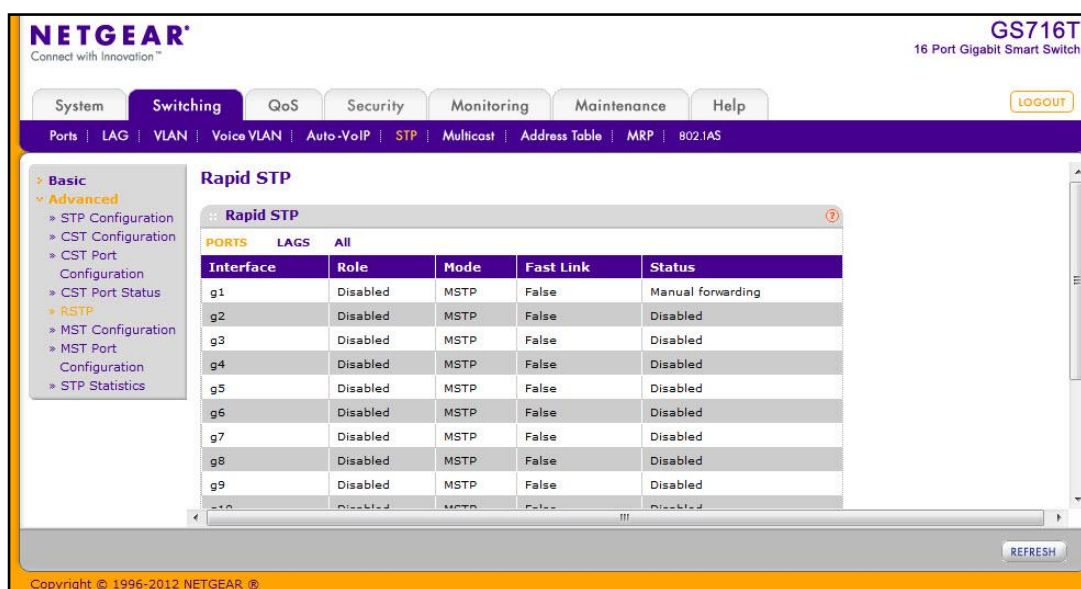 NETGEAR®
Connect with Innovation™
GS716T
16 Port Gigabit Smart Switch
System Switching QoS Security Monitoring Maintenance Help LOGOUT
Ports | LAG | VLAN | Voice VLAN | Auto-VoIP | STP | Multicast | Address Table | MRP | 802.1AS
Basic
Advanced
» STP Configuration
» CST Configuration
» CST Port
Configuration
» CST Port Status
» RSTP
» MST Configuration
» MST Port
Configuration
» STP Statistics
Rapid STP
Rapid STP
PORTS LAGS All
Interface Role Mode Fast Link Status
g1 Disabled MSTP False Manual forwarding
g2 Disabled MSTP False Disabled
g3 Disabled MSTP False Disabled
g4 Disabled MSTP False Disabled
g5 Disabled MSTP False Disabled
g6 Disabled MSTP False Disabled
g7 Disabled MSTP False Disabled
g8 Disabled MSTP False Disabled
g9 Disabled MSTP False Disabled
REFRESH
Copyright © 1996-2012 NETGEAR ®